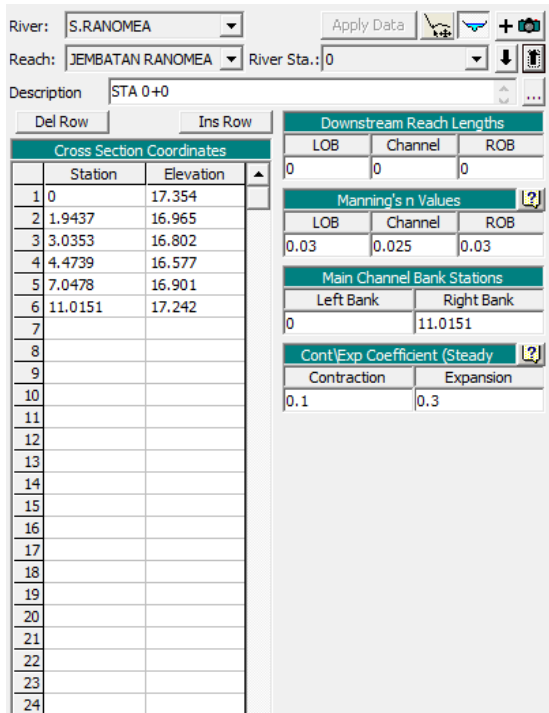 River: S.RANOMEA Apply Data
Reach: JEMBATAN RANOMEA River Sta.: 0
Description STA 0+0 ...
Del Row Ins Row
Cross Section Coordinates
Station Elevation
1 0 17.354
2 1.9437 16.965
3 3.0353 16.802
4 4.4739 16.577
5 7.0478 16.901
6 11.0151 17.242
7
8
9
10
11
12
13
14
15
16
17
18
19
20
21
22
23
24
Downstream Reach Lengths
LOB Channel ROB
0 0 0
Manning's n Values ?
LOB Channel ROB
0.03 0.025 0.03
Main Channel Bank Stations
Left Bank Right Bank
0 11.0151
Cont\Exp Coefficient (Steady ?
Contraction Expansion
0.1 0.3